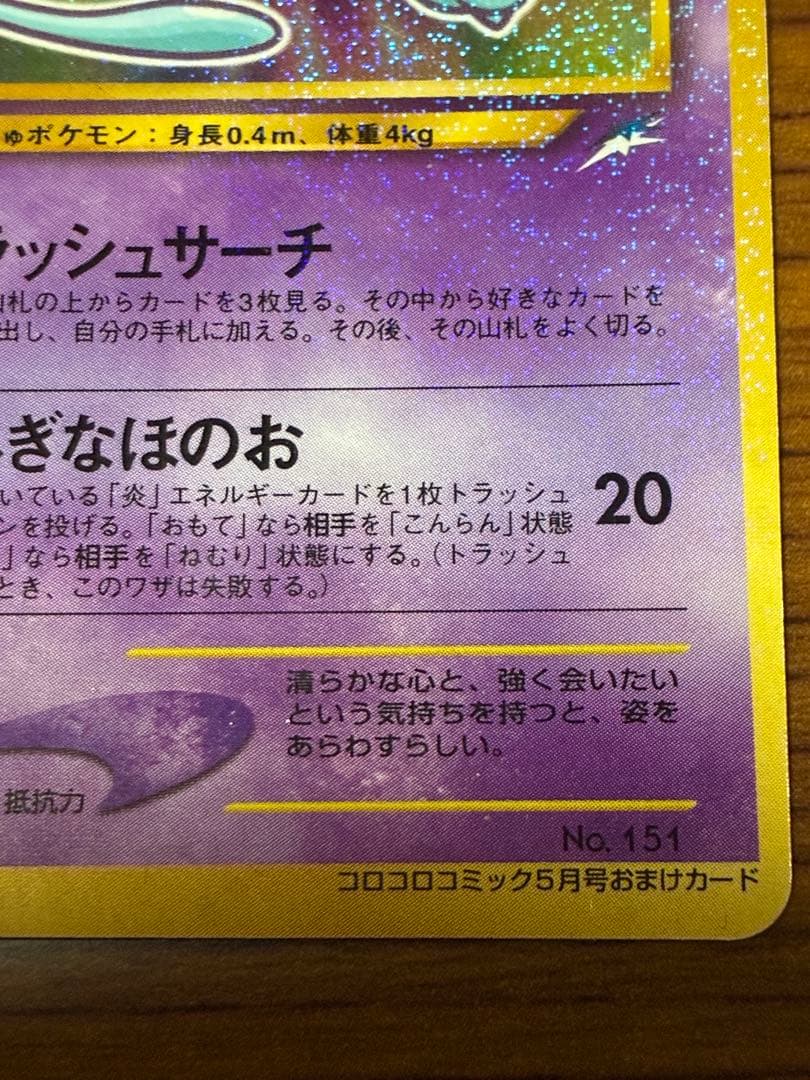 ゅポケモン：身長0.4m、体重4kg
ラッシュサーチ
山札の上からカードを3枚見る。その中から好きなカードを
出し、自分の手札に加える。その後、その山札をよく切る。
ぎなほのお
いている「炎」エネルギーカードを1枚トラッシュ
ンを投げる。「おもて」なら相手を「こんらん」状態
」なら相手を「ねむり」状態にする。（トラッシュ
とき、このワザは失敗する。）
20
清らかな心と、強く会いたい
という気持ちを持つと、姿を
あらわすらしい。
抵抗力
No. 151
コロコロコミック5月号おまけカード